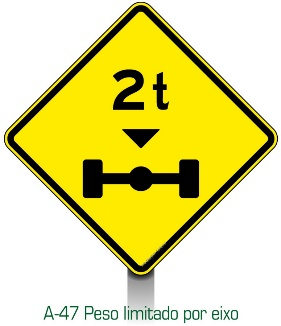 2t
A-47 Peso limitado por eixo